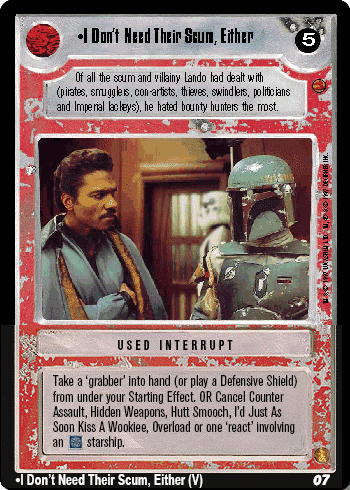 •I Don't Need Their Scum, Either
5
Of all the scum and villainy Lando had dealt with
(pirates, smugglers, con-artists, thieves, swindlers, politicians
and Imperial lackeys), he hated bounty hunters the most.
USED INTERRUPT
Take a 'grabber' into hand (or play a Defensive Shield)
from under your Starting Effect. OR Cancel Counter
Assault, Hidden Weapons, Hutt Smooch, I'd Just As
Soon Kiss A Wookiee, Overload or one 'react' involving
an starship.
•I Don't Need Their Scum, Either (V)
07